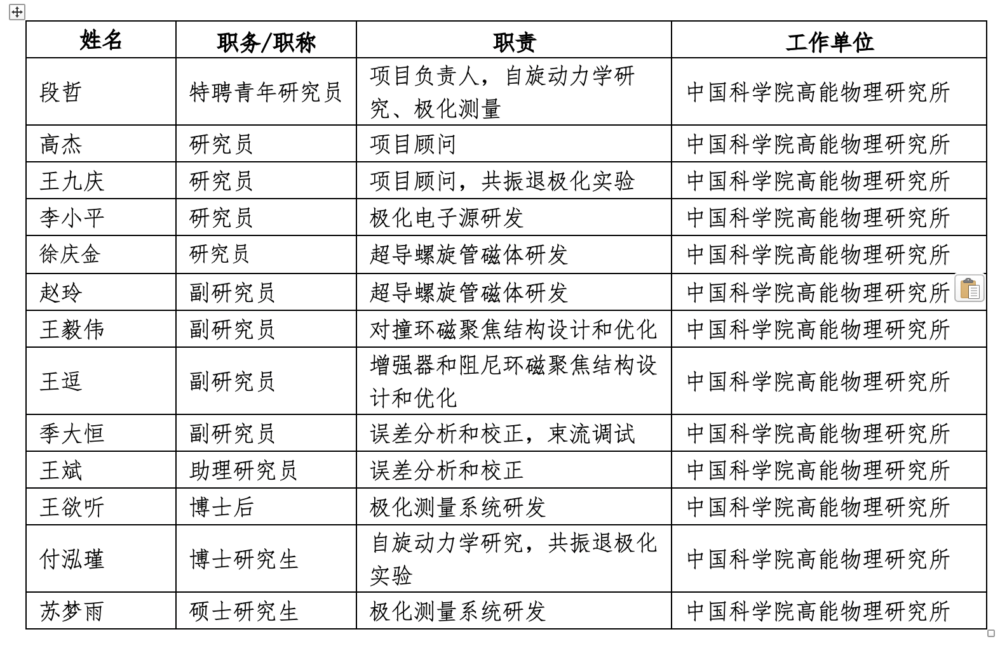 姓名 职务/职称 职责 工作单位
段哲 特聘青年研究员 项目负责人，自旋动力学研究、极化测量 中国科学院高能物理研究所
高杰 研究员 项目顾问 中国科学院高能物理研究所
王九庆 研究员 项目顾问，共振退极化实验 中国科学院高能物理研究所
李小平 研究员 极化电子源研发 中国科学院高能物理研究所
徐庆金 研究员 超导螺旋管磁体研发 中国科学院高能物理研究所
赵玲 副研究员 超导螺旋管磁体研发 中国科学院高能物理研究所
王毅伟 副研究员 对撞环磁聚焦结构设计和优化 中国科学院高能物理研究所
王逗 副研究员 增强器和阻尼环磁聚焦结构设计和优化 中国科学院高能物理研究所
季大恒 副研究员 误差分析和校正，束流调试 中国科学院高能物理研究所
王斌 助理研究员 误差分析和校正 中国科学院高能物理研究所
王欲听 博士后 极化测量系统研发 中国科学院高能物理研究所
付泓瑾 博士研究生 自旋动力学研究，共振退极化实验 中国科学院高能物理研究所
苏梦雨 硕士研究生 极化测量系统研发 中国科学院高能物理研究所